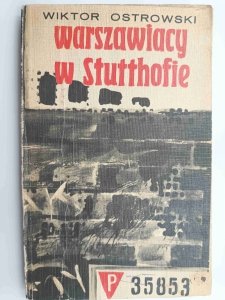 WIKTOR OSTROWSKI
warszawiacy
w Stutthofie
P 35853